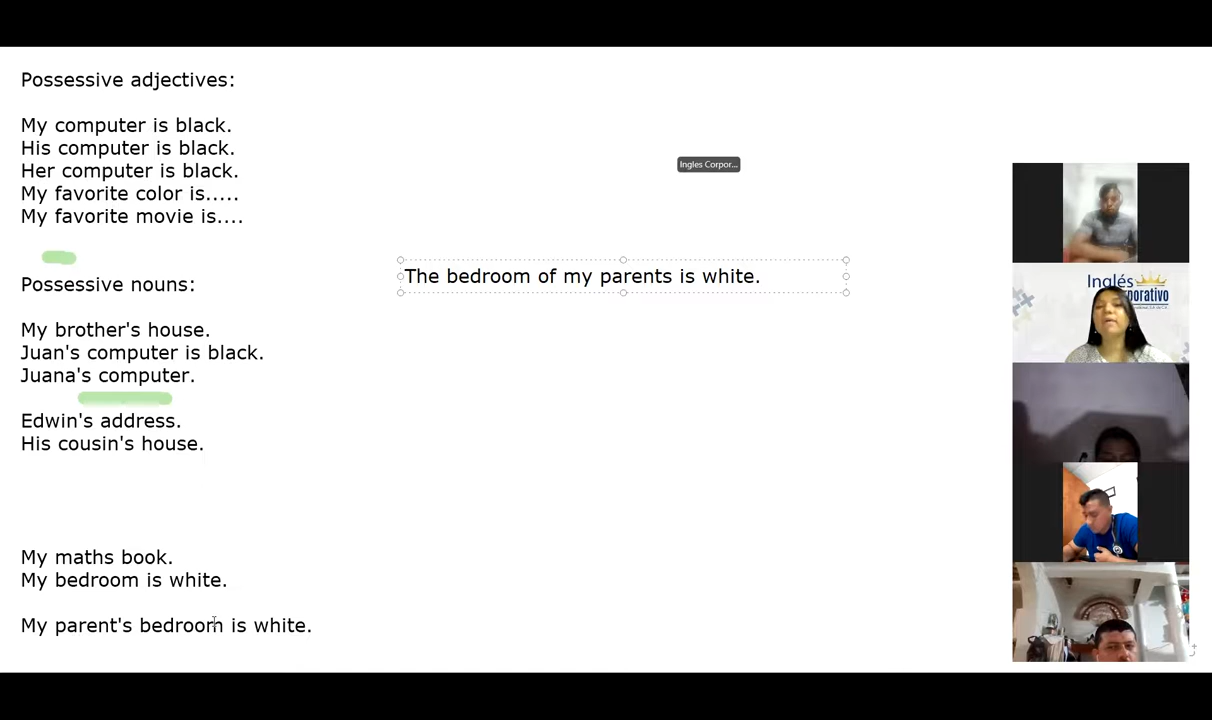 Possessive adjectives:
My computer is black.
His computer is black.
Her computer is black.
My favorite color is.....
My favorite movie is....
Possessive nouns:
My brother's house.
Juan's computer is black.
Juana's computer.
Edwin's address.
His cousin's house.
My maths book.
My bedroom is white.
My parent's bedroom is white.
Ingles Corpor...
The bedroom of my parents is white.
Inglés